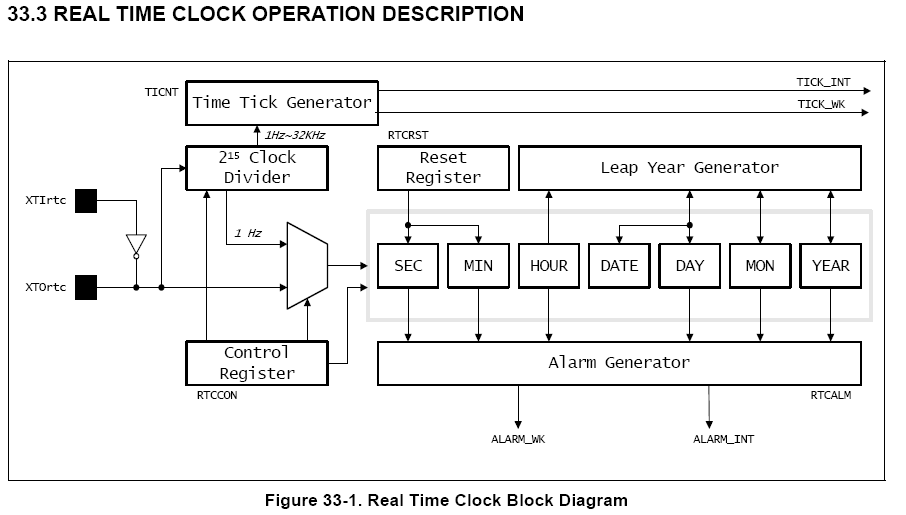 33.3 REAL TIME CLOCK OPERATION DESCRIPTION
TICNT
Time Tick Generator
TICK_INT
TICK_WK
1Hz~32KHz
RTCRST
2¹⁵ Clock
Divider
Reset
Register
Leap Year Generator
XTIrtc
1 Hz
XTOrtc
SEC
MIN
HOUR
DATE
DAY
MON
YEAR
Control
Register
Alarm Generator
RTCCON
RTCALM
ALARM_WK
ALARM_INT
Figure 33-1. Real Time Clock Block Diagram